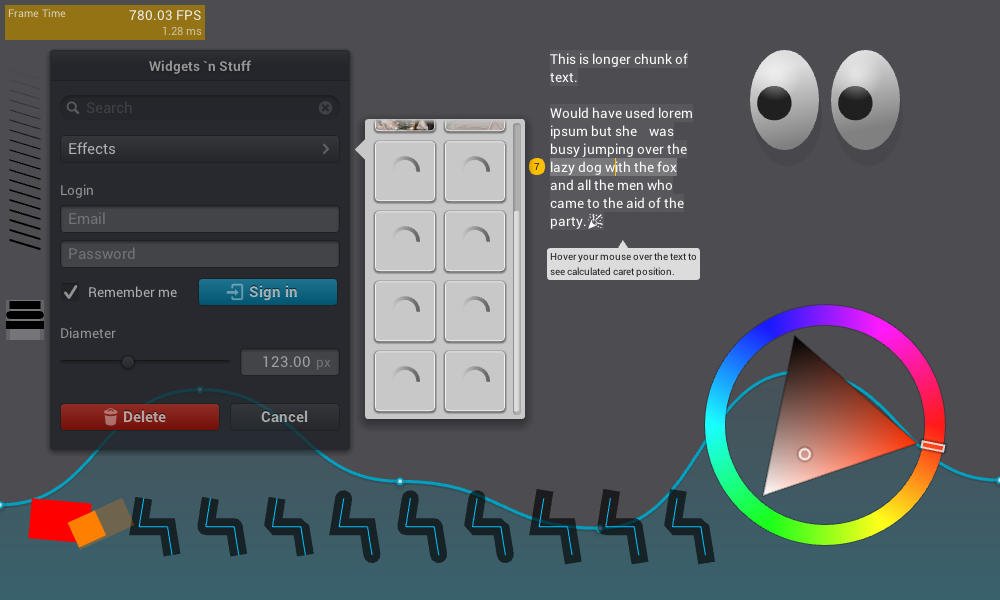 Frame Time
780.03 FPS
1.28 ms
Widgets `n Stuff
Search
Effects
Login
Email
Password
Remember me
Sign in
Diameter
123.00 px
Delete
Cancel
This is longer chunk of
text.
Would have used lorem
ipsum but she   was
busy jumping over the
7
lazy dog with the fox
and all the men who
came to the aid of the
party.🎉
Hover your mouse over the text to
see calculated caret position.